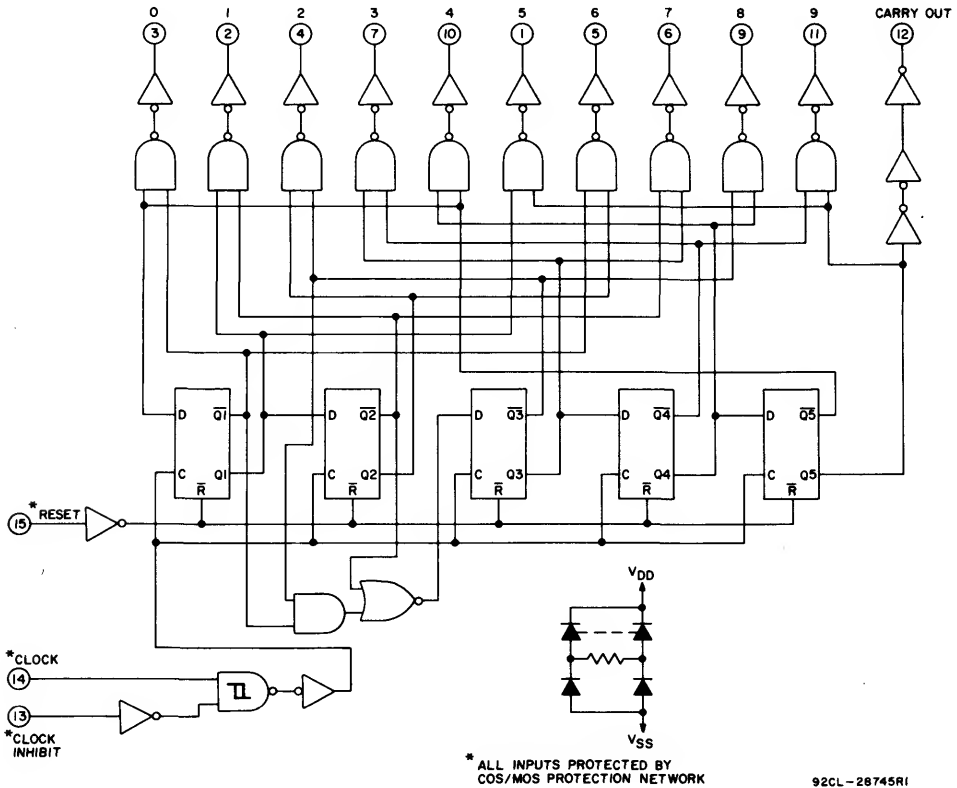 0 1 2 3 4 5 6 7 8 9 CARRY OUT
3 2 4 7 10 1 5 6 9 11 12
D Q1 D Q2 D Q3 D Q4 D Q5
C Q1 C Q2 C Q3 C Q4 C Q5
R R R R R
*RESET
15
VDD
*CLOCK
14
13
*CLOCK
INHIBIT
VSS
* ALL INPUTS PROTECTED BY
COS/MOS PROTECTION NETWORK
92CL-28745R1